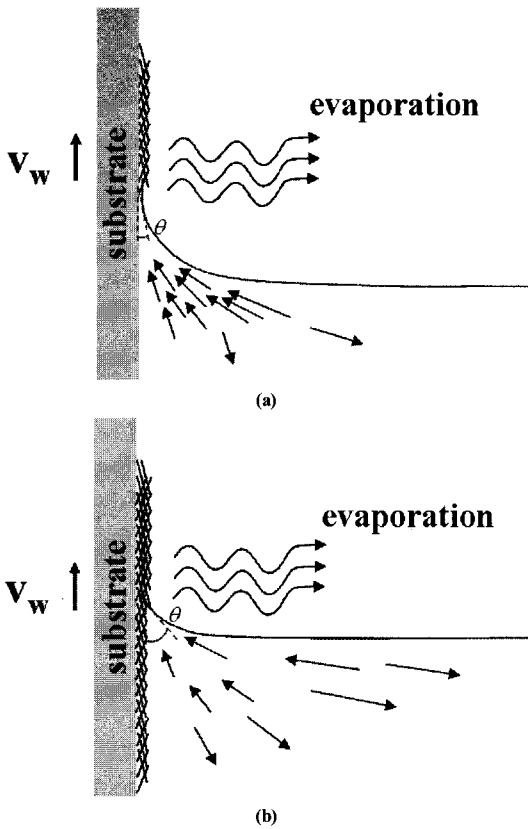 evaporation
substrate
v_w
θ
(a)
evaporation
substrate
v_w
θ
(b)